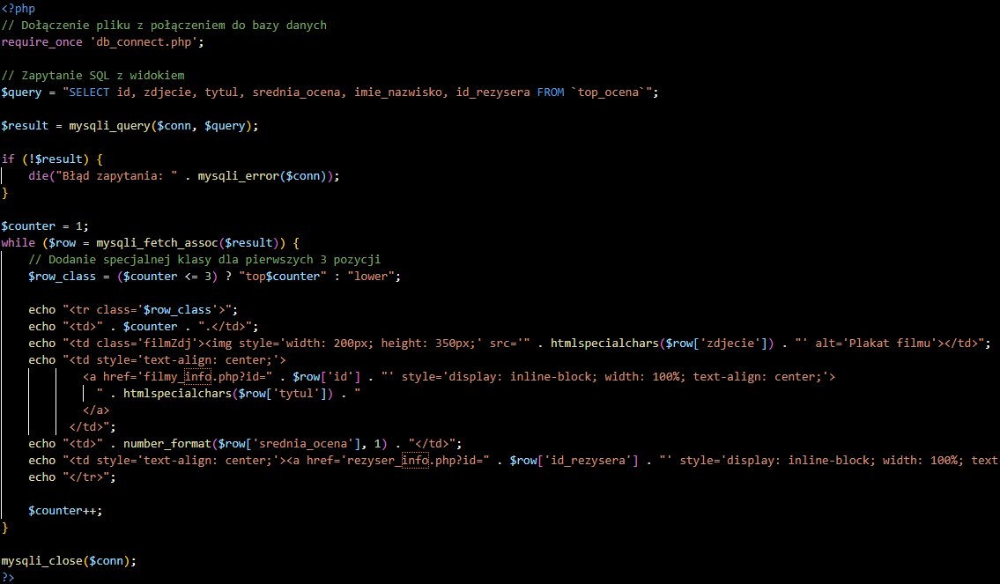 <?php
// Dołączenie pliku z połączeniem do bazy danych
require_once 'db_connect.php';

// Zapytanie SQL z widokiem
$query = "SELECT id, zdjecie, tytul, srednia_ocena, imie_nazwisko, id_rezysera FROM `top_ocena`";

$result = mysqli_query($conn, $query);

if (!$result) {
    die("Błąd zapytania: " . mysqli_error($conn));
}

$counter = 1;
while ($row = mysqli_fetch_assoc($result)) {
    // Dodanie specjalnej klasy dla pierwszych 3 pozycji
    $row_class = ($counter <= 3) ? "top$counter" : "lower";

    echo "<tr class='$row_class'>";
    echo "<td>" . $counter . ".</td>";
    echo "<td class='filmZdj'><img style='width: 200px; height: 350px;' src='" . htmlspecialchars($row['zdjecie']) . "' alt='Plakat filmu'></td>";
    echo "<td style='text-align: center;'>
            <a href='filmy_info.php?id=" . $row['id'] . "' style='display: inline-block; width: 100%; text-align: center;'>
              " . htmlspecialchars($row['tytul']) . "
            </a>
          </td>";
    echo "<td>" . number_format($row['srednia_ocena'], 1) . "</td>";
    echo "<td style='text-align: center;'><a href='rezyser_info.php?id=" . $row['id_rezysera'] . "' style='display: inline-block; width: 100%; text
    echo "</tr>";

    $counter++;
}

mysqli_close($conn);
?>